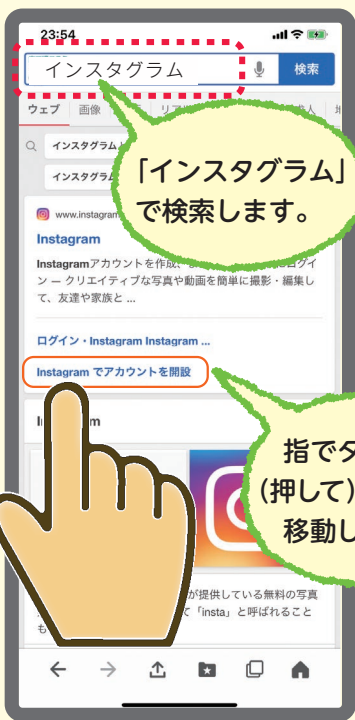 23:54
インスタグラム
検索
ウェブ 画像
インスタグラム
インスタグラ
「インスタグラム」
で検索します。
www.instagram
Instagram
Instagramアカウントを作成、
ン — クリエイティブな写真や動画を簡単に撮影・編集し
て、友達や家族と ...
ログイン・Instagram Instagram ...
Instagram でアカウントを開設
指で
(押して)
移動し
が提供している無料の写真
「insta」と呼ばれること
も